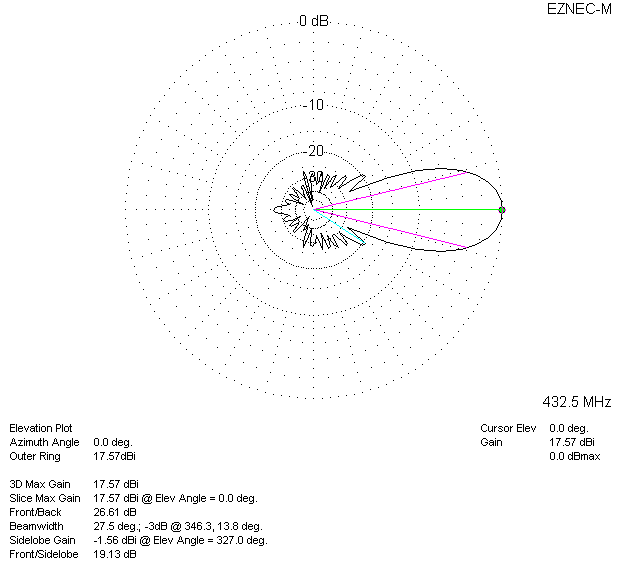 EZNEC-M
0 dB
-10
-20
-30
432.5 MHz
Elevation Plot
Azimuth Angle 0.0 deg.
Outer Ring 17.57dBi
Cursor Elev 0.0 deg.
Gain 17.57 dBi
0.0 dBmax
3D Max Gain 17.57 dBi
Slice Max Gain 17.57 dBi @ Elev Angle = 0.0 deg.
Front/Back 26.61 dB
Beamwidth 27.5 deg.; -3dB @ 346.3, 13.8 deg.
Sidelobe Gain -1.56 dBi @ Elev Angle = 327.0 deg.
Front/Sidelobe 19.13 dB